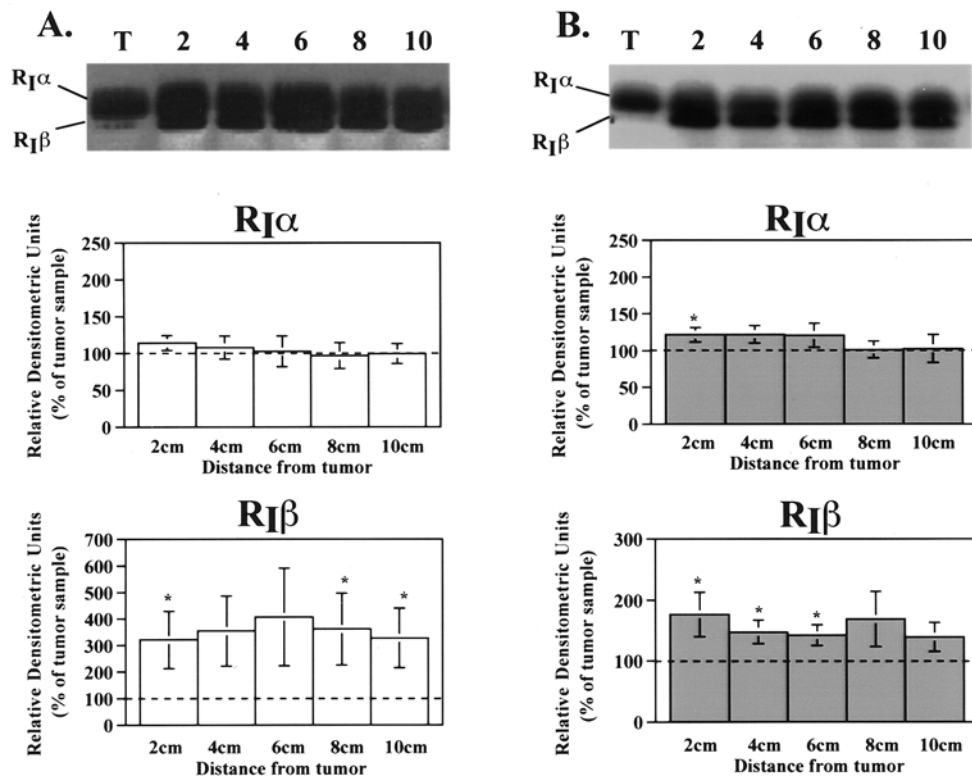 A.
T 2 4 6 8 10
RIα
RIβ
RIα
Relative Densitometric Units
(% of tumor sample)
250
200
150
100
50
0
2cm 4cm 6cm 8cm 10cm
Distance from tumor
RIβ
Relative Densitometric Units
(% of tumor sample)
700
600
500
400
300
200
100
0
* * *
2cm 4cm 6cm 8cm 10cm
Distance from tumor
B.
T 2 4 6 8 10
RIα
RIβ
RIα
Relative Densitometric Units
(% of tumor sample)
250
200
150
100
50
0
*
2cm 4cm 6cm 8cm 10cm
Distance from tumor
RIβ
Relative Densitometric Units
(% of tumor sample)
300
200
100
0
* * *
2cm 4cm 6cm 8cm 10cm
Distance from tumor